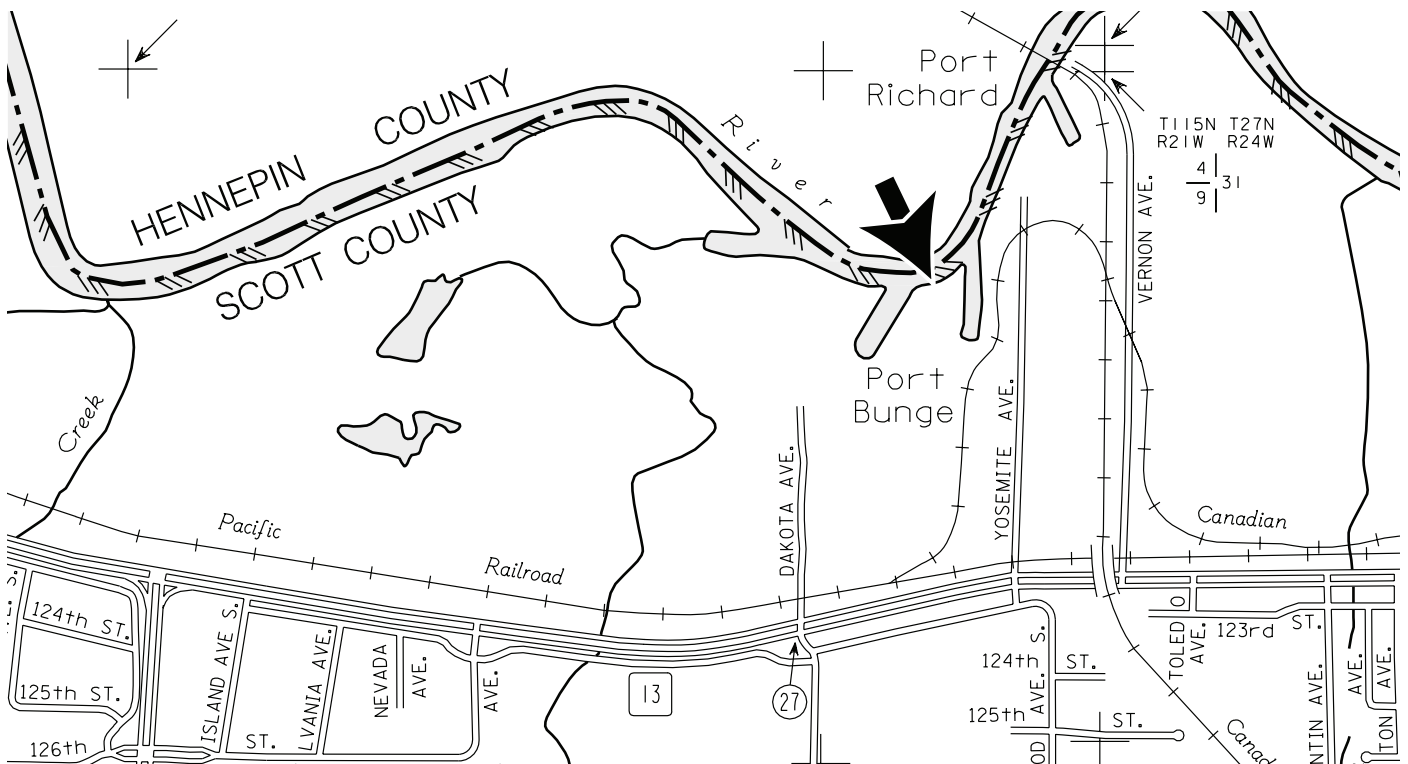 Port
Richard
COUNTY
HENNEPIN
River
T115N T27N
R21W R24W
4
31
9
SCOTT COUNTY
VERNON AVE.
Port
Bunge
Creek
YOSEMITE AVE.
DAKOTA AVE.
Pacific
Railroad
Canadian
S.
124th ST.
125th ST.
126th
ISLAND AVE S.
ST.
LVANIA AVE.
NEVADA
AVE.
AVE.
13
27
124th ST.
125th ST.
OD AVE. S.
TOLEDO
AVE.
123rd ST.
NTIN AVE.
AVE.
AVE.
TON
Canad